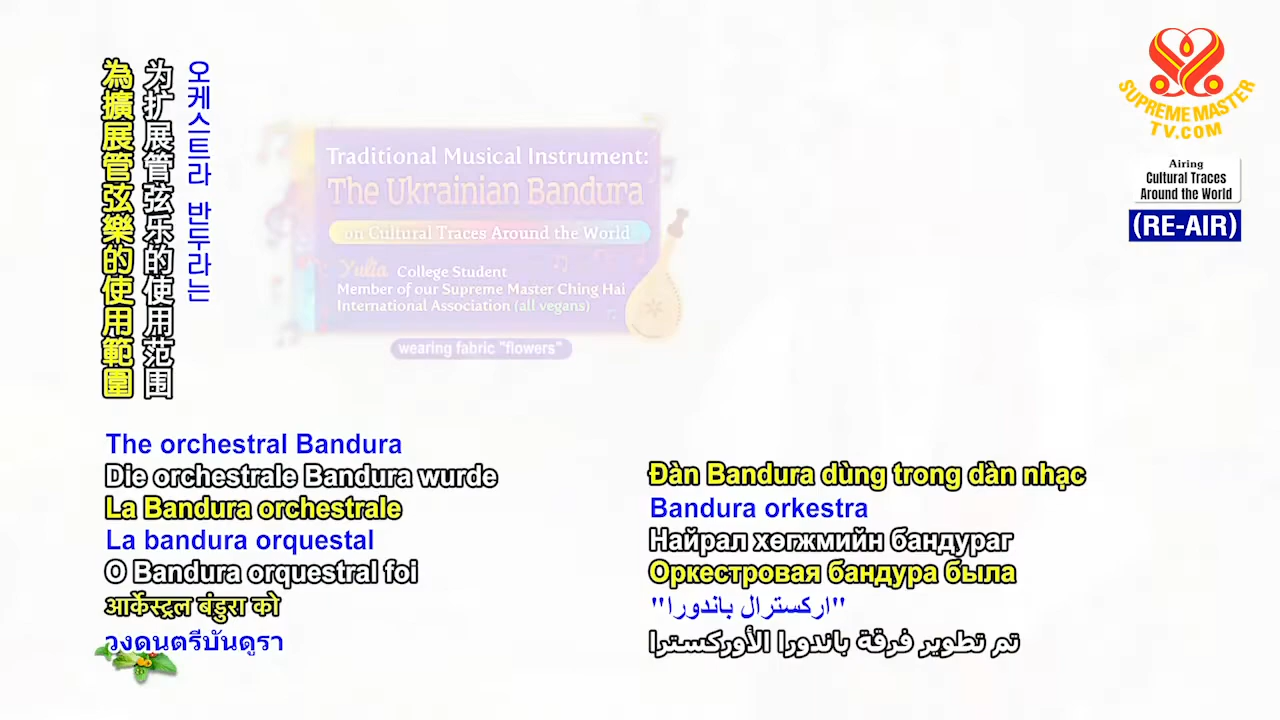 為擴展管弦樂的使用範圍
为扩展管弦乐的使用范围
오케스트라 반두라는
Traditional Musical Instrument:
The Ukrainian Bandura
on Cultural Traces Around the World
Yulia College Student
Member of our Supreme Master Ching Hai
International Association (all vegans)
wearing fabric "flowers"
SUPREME MASTER
TV.COM
Airing
Cultural Traces
Around the World
(RE-AIR)
The orchestral Bandura
Die orchestrale Bandura wurde
La Bandura orchestrale
La bandura orquestal
O Bandura orquestral foi
आर्केस्ट्रल बंडुरा को
วงดนตรีบันดูรา
Đàn Bandura dùng trong dàn nhạc
Bandura orkestra
Найрал хөгжмийн бандураг
Оркестровая бандура была
"ارکسترال باندورا"
تم تطوير فرقة باندورا الأوركسترا